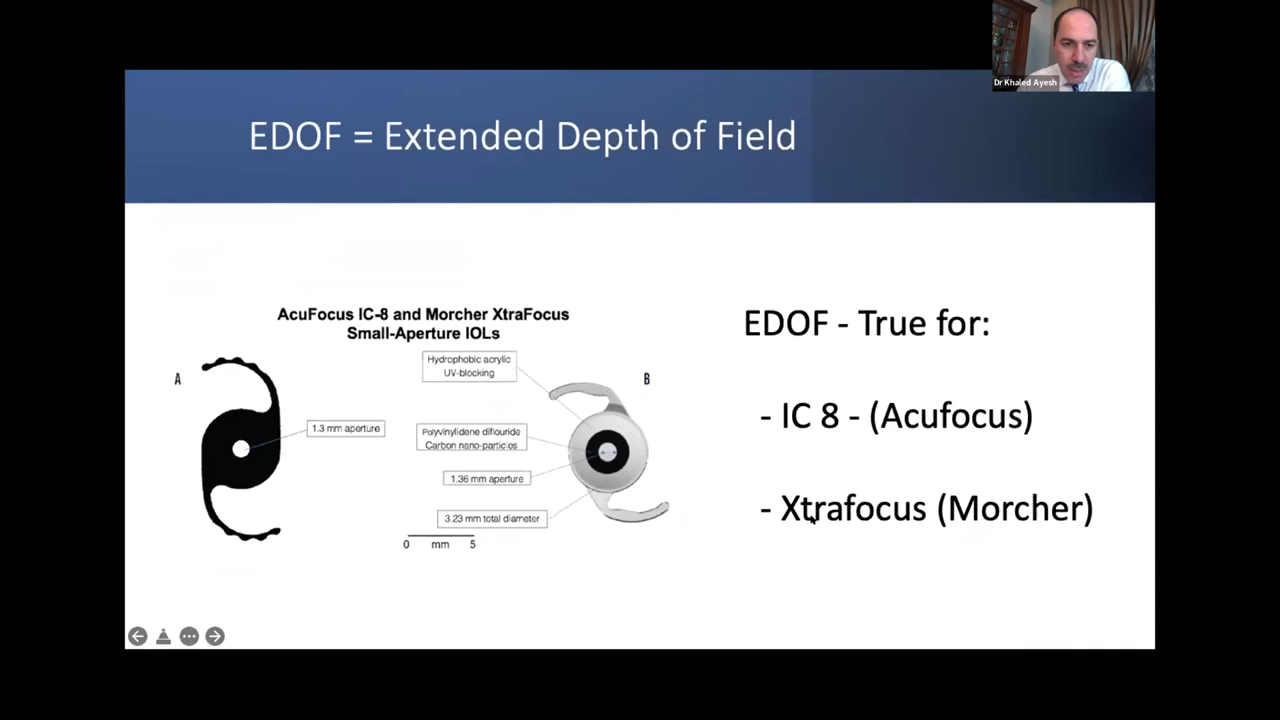 Dr Khaled Ayesh
EDOF = Extended Depth of Field
AcuFocus IC-8 and Morcher XtraFocus
Small-Aperture IOLs
A
1.3 mm aperture
Hydrophobic acrylic
UV-blocking
Polyvinylidene diflouride
Carbon nano-particles
1.36 mm aperture
3.23 mm total diameter
B
0 mm 5
EDOF - True for:
- IC 8 - (Acufocus)
- Xtrafocus (Morcher)